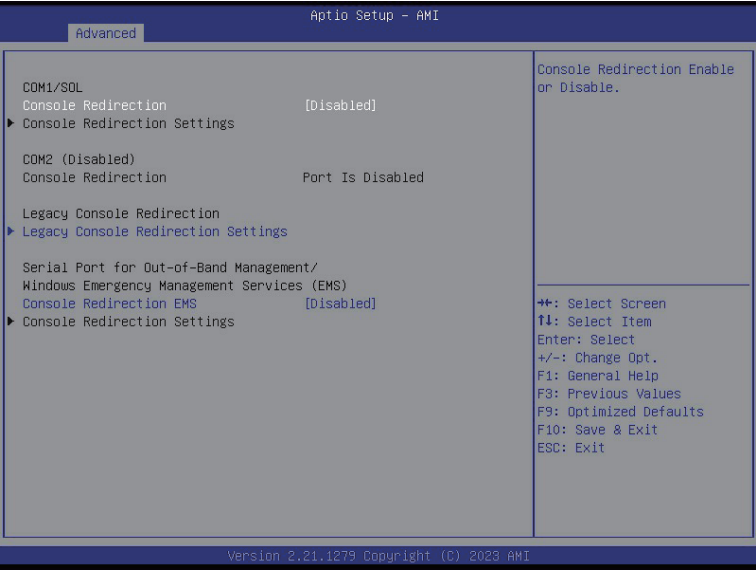 Aptio Setup – AMI
Advanced
COM1/SOL
Console Redirection [Disabled]
▶ Console Redirection Settings
COM2 (Disabled)
Console Redirection Port Is Disabled
Legacy Console Redirection
▶ Legacy Console Redirection Settings
Serial Port for Out-of-Band Management/
Windows Emergency Management Services (EMS)
Console Redirection EMS [Disabled]
▶ Console Redirection Settings
Console Redirection Enable
or Disable.
→←: Select Screen
↑↓: Select Item
Enter: Select
+/-: Change Opt.
F1: General Help
F3: Previous Values
F9: Optimized Defaults
F10: Save & Exit
ESC: Exit
Version 2.21.1279 Copyright (C) 2023 AMI